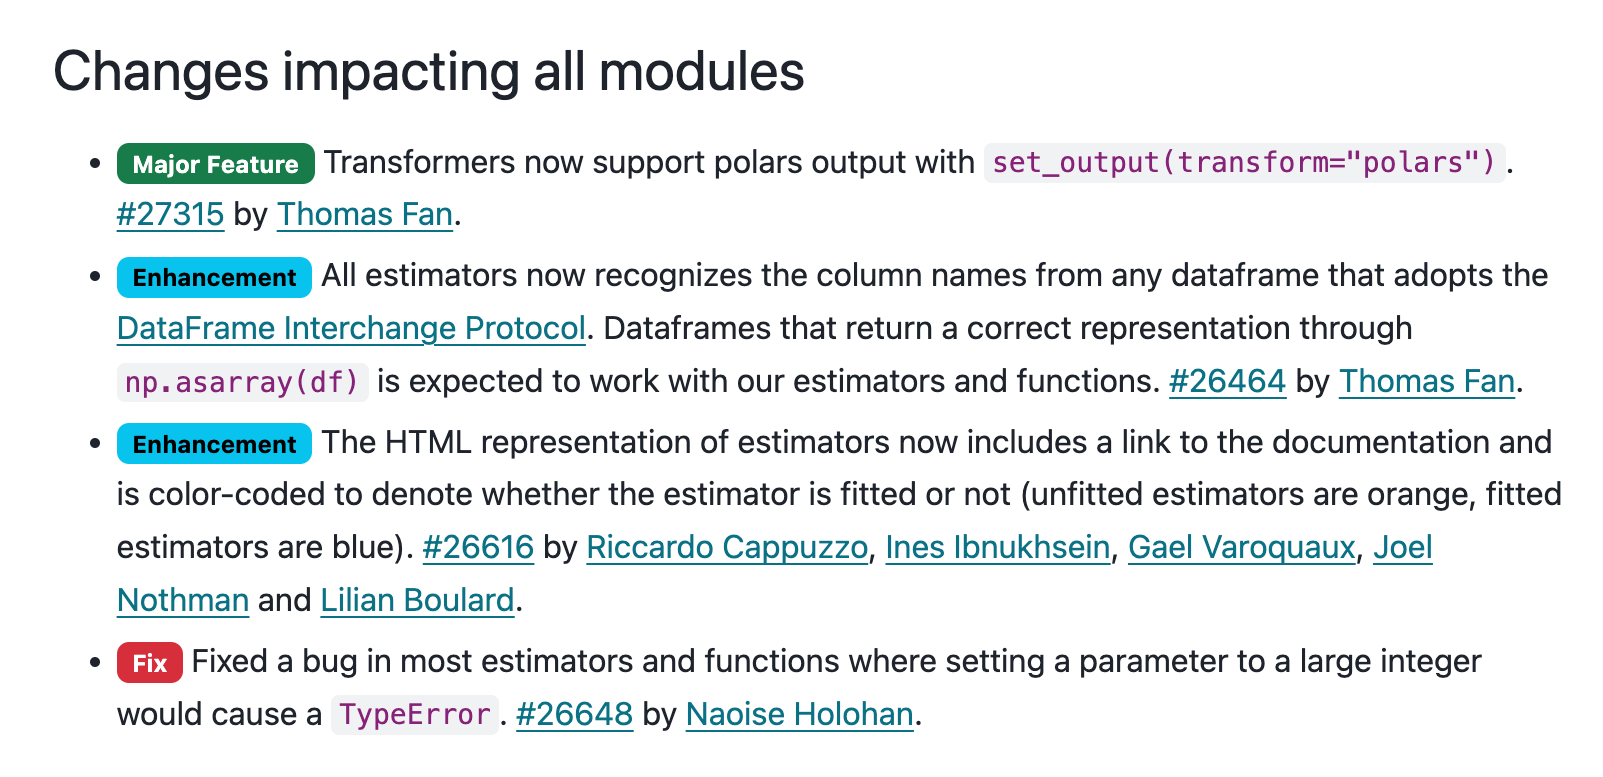 Changes impacting all modules
• Major Feature Transformers now support polars output with set_output(transform="polars").
#27315 by Thomas Fan.
• Enhancement All estimators now recognizes the column names from any dataframe that adopts the
DataFrame Interchange Protocol. Dataframes that return a correct representation through
np.asarray(df) is expected to work with our estimators and functions. #26464 by Thomas Fan.
• Enhancement The HTML representation of estimators now includes a link to the documentation and
is color-coded to denote whether the estimator is fitted or not (unfitted estimators are orange, fitted
estimators are blue). #26616 by Riccardo Cappuzzo, Ines Ibnukhsein, Gael Varoquaux, Joel
Nothman and Lilian Boulard.
• Fix Fixed a bug in most estimators and functions where setting a parameter to a large integer
would cause a TypeError. #26648 by Naoise Holohan.